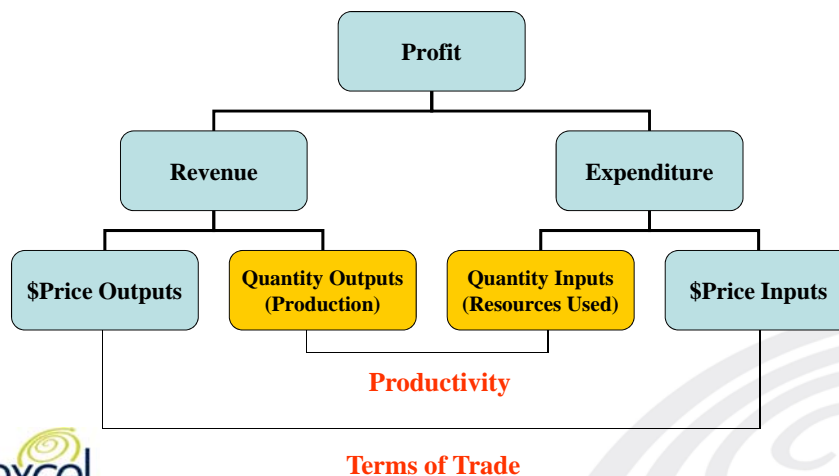 Profit
Revenue
Expenditure
$Price Outputs
Quantity Outputs
(Production)
Quantity Inputs
(Resources Used)
$Price Inputs
Productivity
Terms of Trade